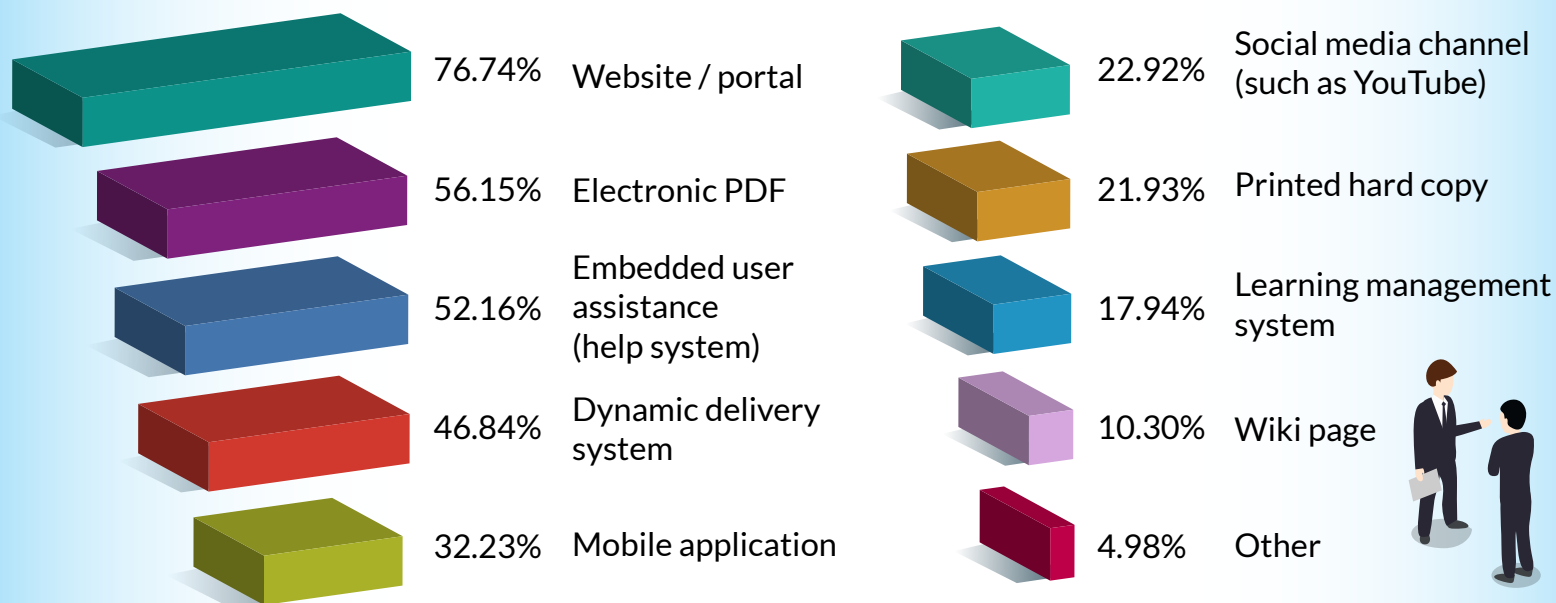 76.74% Website / portal
56.15% Electronic PDF
52.16% Embedded user
assistance
(help system)
46.84% Dynamic delivery
system
32.23% Mobile application
22.92% Social media channel
(such as YouTube)
21.93% Printed hard copy
17.94% Learning management
system
10.30% Wiki page
4.98% Other